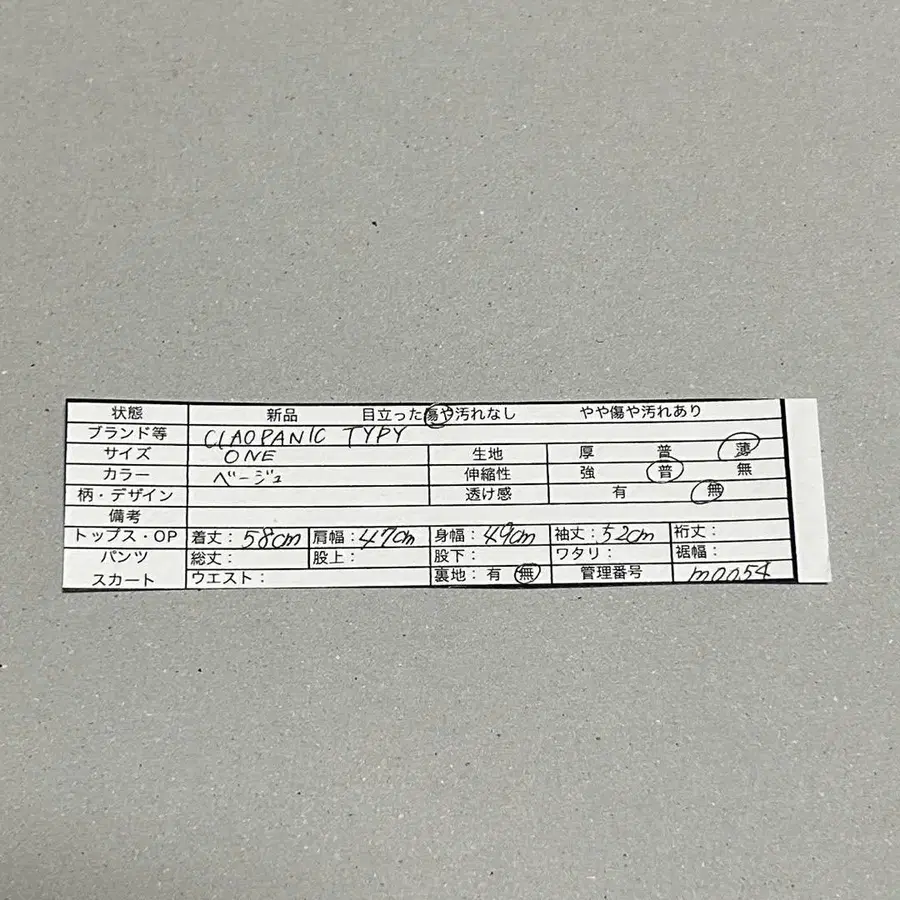 状態 新品 目立った傷や汚れなし やや傷や汚れあり
ブランド等 CLAOPANIC TYPY
サイズ ONE 生地 厚 普 薄
カラー ベージュ 伸縮性 強 普 無
柄・デザイン 透け感 有 無
備考
トップス・OP 着丈：58cm 肩幅：47cm 身幅：49cm 袖丈：52cm 裄丈：
パンツ 総丈： 股上： 股下： ワタリ： 裾幅：
スカート ウエスト： 裏地：有 無 管理番号 m0054